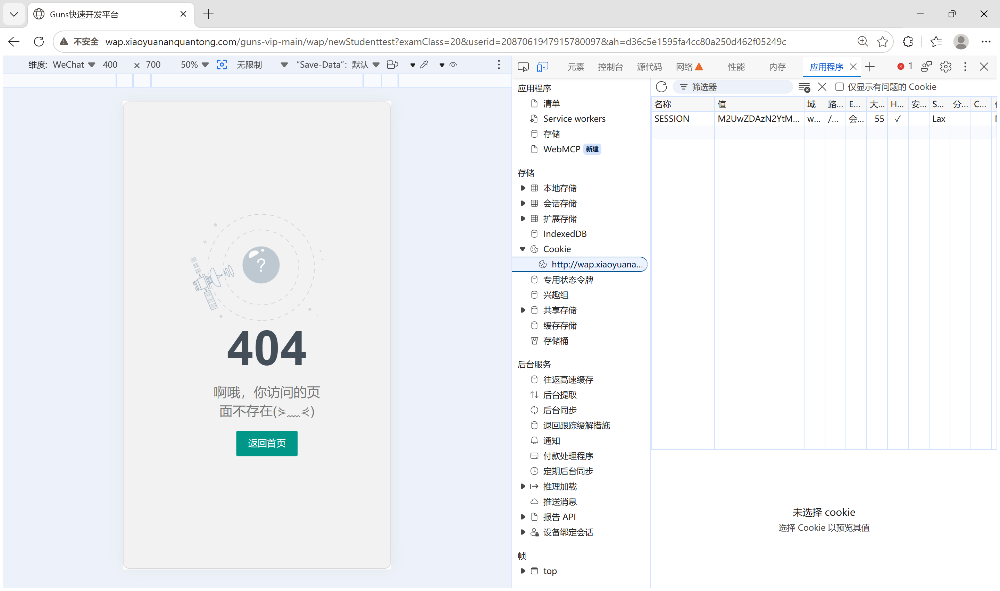 Guns快速开发平台
不安全 wap.xiaoyuananquantong.com/guns-vip-main/wap/newStudenttest?examClass=20&userid=2087061947915780097&ah=d36c5e1595fa4cc80a250d462f05249c
维度: WeChat 400 × 700 50% 无限制 “Save-Data”: 默认
元素 控制台 源代码 网络 性能 内存 应用程序 1
筛选器 仅显示有问题的 Cookie
名称 值 域 路... E... 大... H... 安... S... 分... C...
SESSION M2UwZDAzN2YtM... w... /... 会... 55 ✓ Lax
应用程序
清单
Service workers
存储
WebMCP 新建
存储
本地存储
会话存储
扩展存储
IndexedDB
Cookie
http://wap.xiaoyuana...
专用状态令牌
兴趣组
共享存储
缓存存储
存储桶
后台服务
往返高速缓存
后台提取
后台同步
退回跟踪缓解措施
通知
付款处理程序
定期后台同步
推理加载
推送消息
报告 API
设备绑定会话
帧
top
?
404
啊哦，你访问的页
面不存在(⋟﹏⋞)
返回首页
未选择 cookie
选择 Cookie 以预览其值